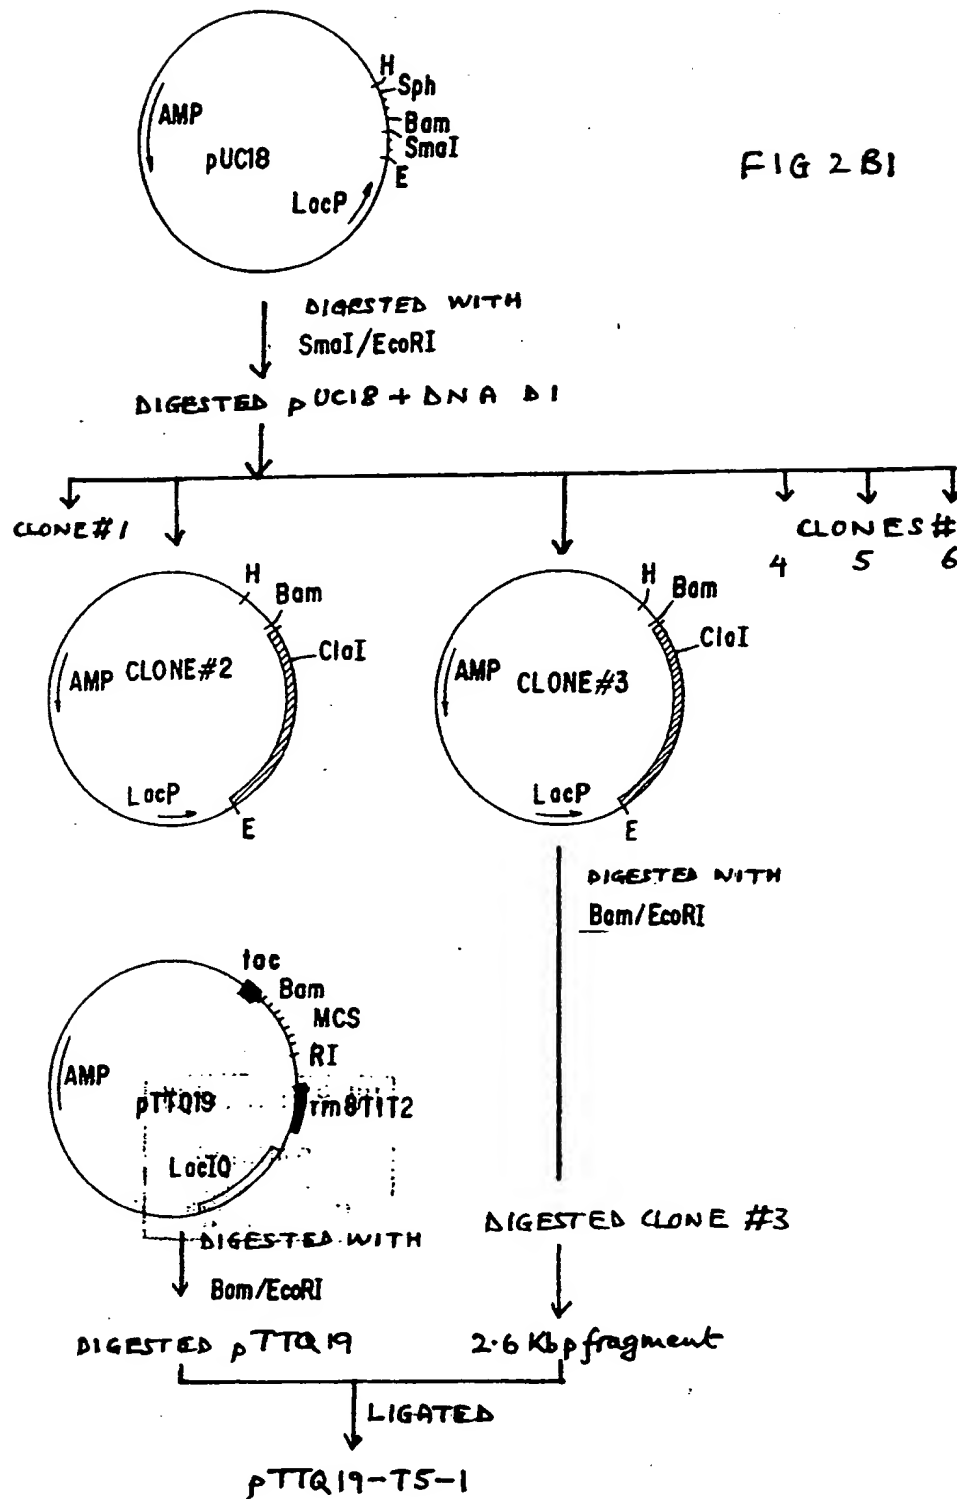 H
Sph
AMP
Bam
SmaI
pUC18
E
LacP
FIG 2B1
DIGESTED WITH
SmaI/EcoRI
DIGESTED pUC18 + DNA D1
CLONE#1
CLONES#
4 5 6
H
Bam
ClaI
AMP CLONE#2
LacP
E
H
Bam
ClaI
AMP CLONE#3
LacP
E
DIGESTED WITH
Bam/EcoRI
tac
Bam
MCS
RI
AMP
pTTQ19
rrnBT1T2
LacIQ
DIGESTED WITH
Bam/EcoRI
DIGESTED CLONE #3
DIGESTED pTTQ19
2.6 Kbp fragment
LIGATED
pTTQ19-T5-1